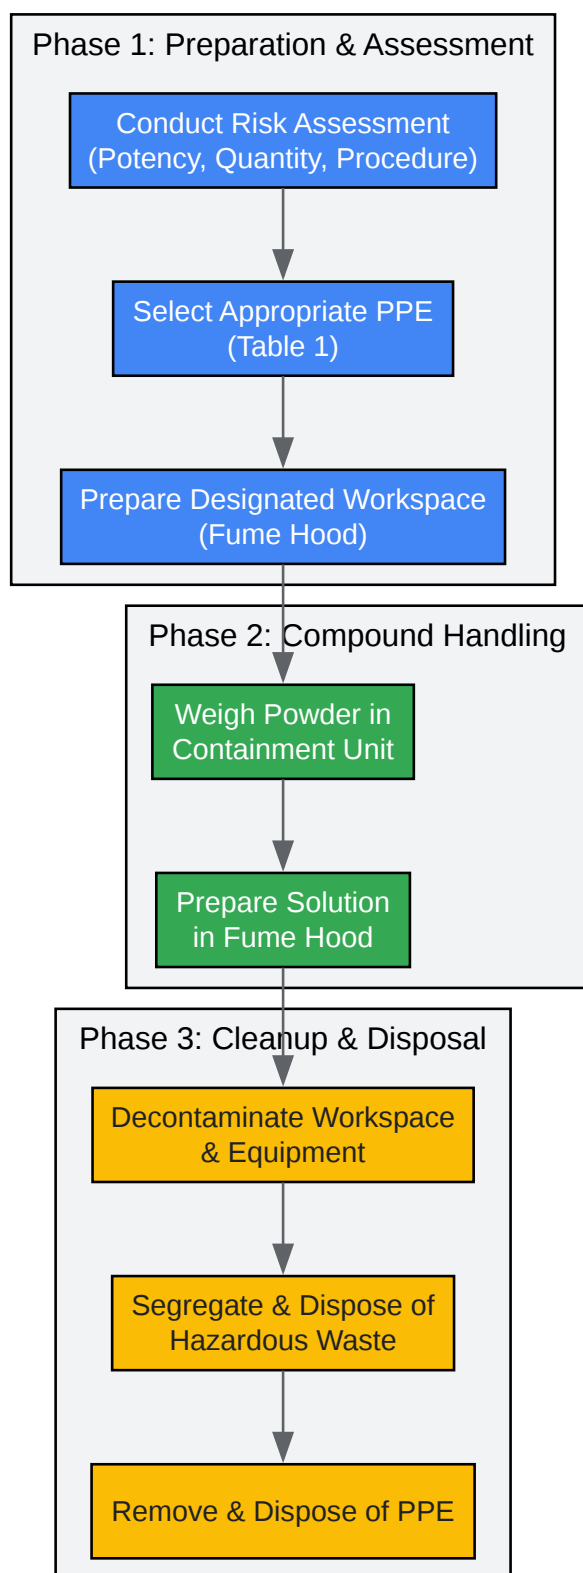 Phase 1: Preparation & Assessment
Conduct Risk Assessment
(Potency, Quantity, Procedure)
Select Appropriate PPE
(Table 1)
Prepare Designated Workspace
(Fume Hood)
Phase 2: Compound Handling
Weigh Powder in
Containment Unit
Prepare Solution
in Fume Hood
Phase 3: Cleanup & Disposal
Decontaminate Workspace
& Equipment
Segregate & Dispose of
Hazardous Waste
Remove & Dispose of PPE